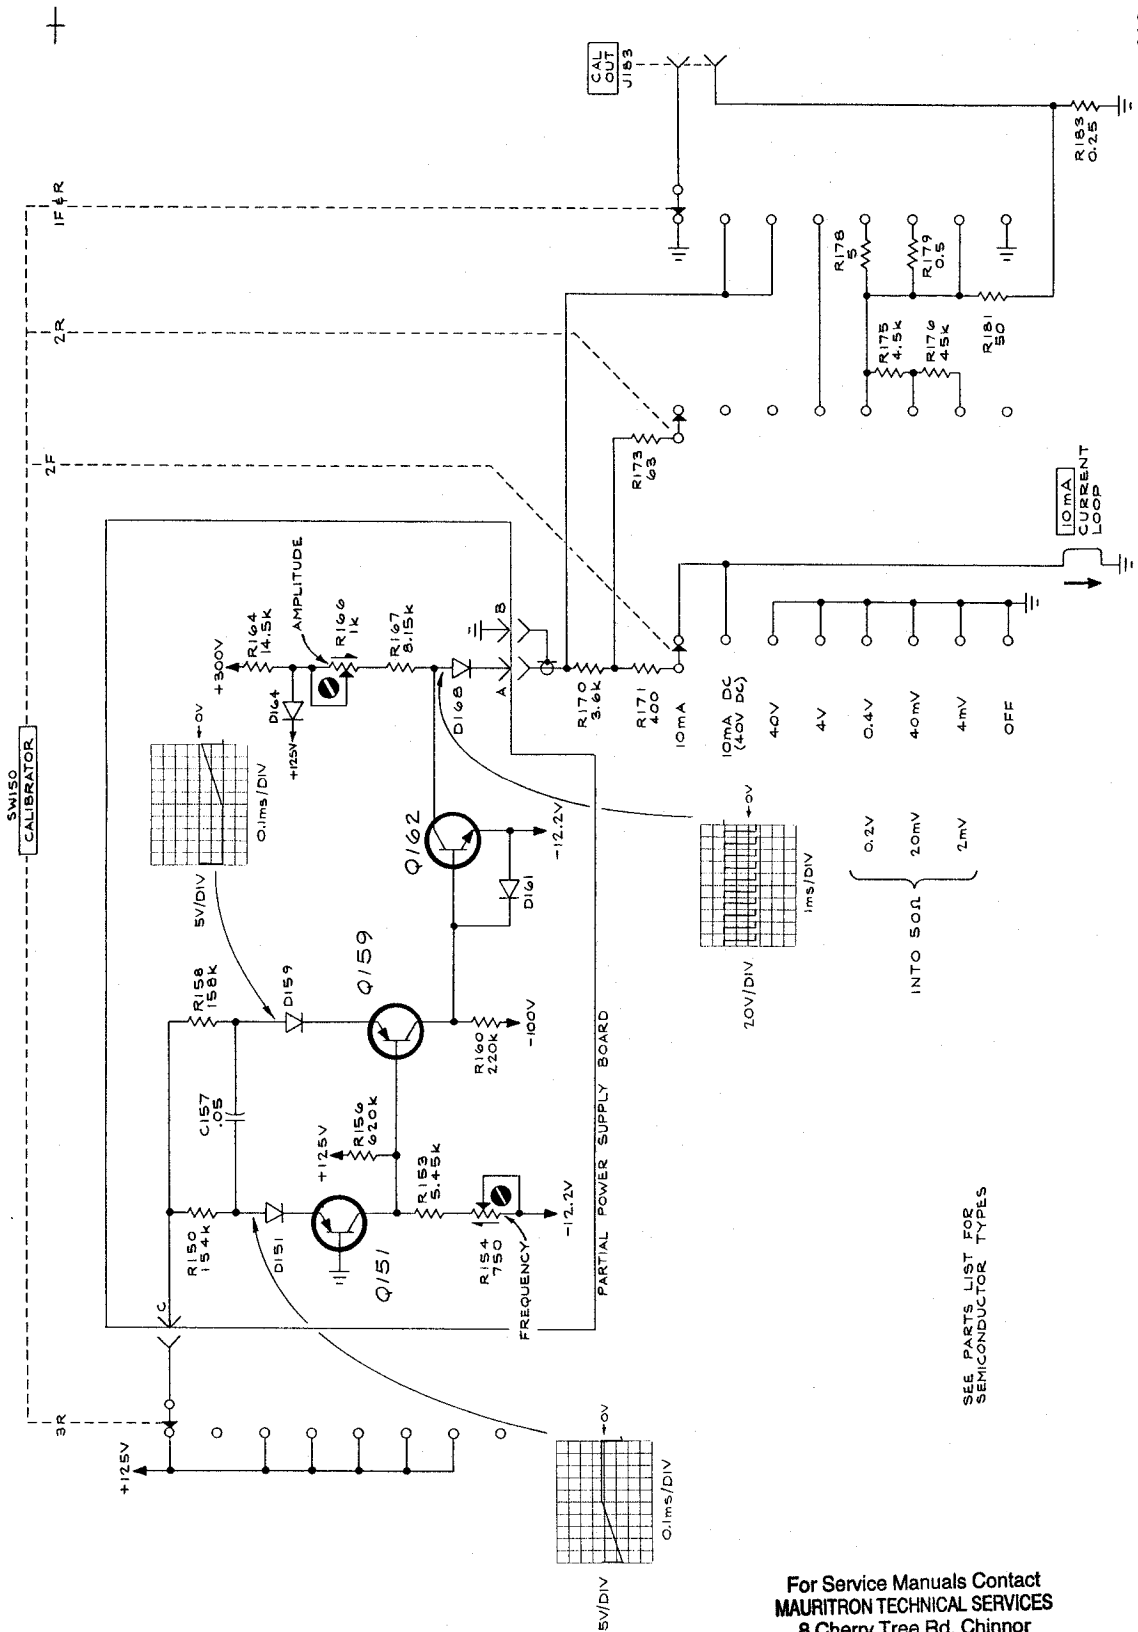 SW150
CALIBRATOR
3R
2F
2R
1F&R
+125V
C
R150
154K
C157
.05
R158
158K
D151
D159
5V/DIV
0V
0.1ms/DIV
+300V
R164
14.5K
D164
+125V
AMPLITUDE
R166
1K
R167
8.15K
D168
A
B
Q151
+125V
R156
620K
Q159
Q162
R153
5.45K
R154
750
FREQUENCY
-12.2V
R160
220K
-100V
D161
-12.2V
PARTIAL POWER SUPPLY BOARD
CAL
OUT
J183
R170
3.6K
R171
400
R173
63
10mA
10mA DC
(40V DC)
40V
4V
0.4V
40mV
4mV
OFF
0.2V
20mV
2mV
INTO 50Ω
R175
4.5K
R176
45K
R178
5
R179
0.5
R181
50
R183
0.25
10mA
CURRENT
LOOP
20V/DIV
0V
1ms/DIV
5V/DIV
0V
0.1ms/DIV
SEE PARTS LIST FOR
SEMICONDUCTOR TYPES
For Service Manuals Contact
MAURITRON TECHNICAL SERVICES
8 Cherry Tree Rd, Chinnor